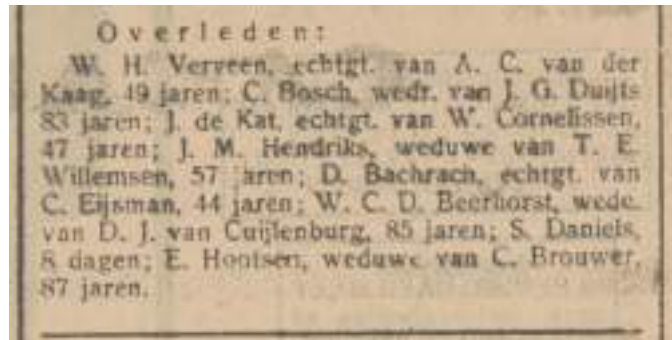 Overleden:
W. H. Verveen, echtgt. van A. C. van der
Kaag, 49 jaren; C. Bosch, wedr. van J. G. Duijts
83 jaren; J. de Kat, echtgt. van W. Cornelissen,
47 jaren; J. M. Hendriks, weduwe van T. E.
Willemsen, 57 jaren; D. Bachrach, echtgt. van
C. Eijsman, 44 jaren; W. C. D. Beerhorst, wede.
van D. J. van Cuijlenburg, 85 jaren; S. Daniels,
8 dagen; E. Hootsen, weduwe van C. Brouwer,
87 jaren.